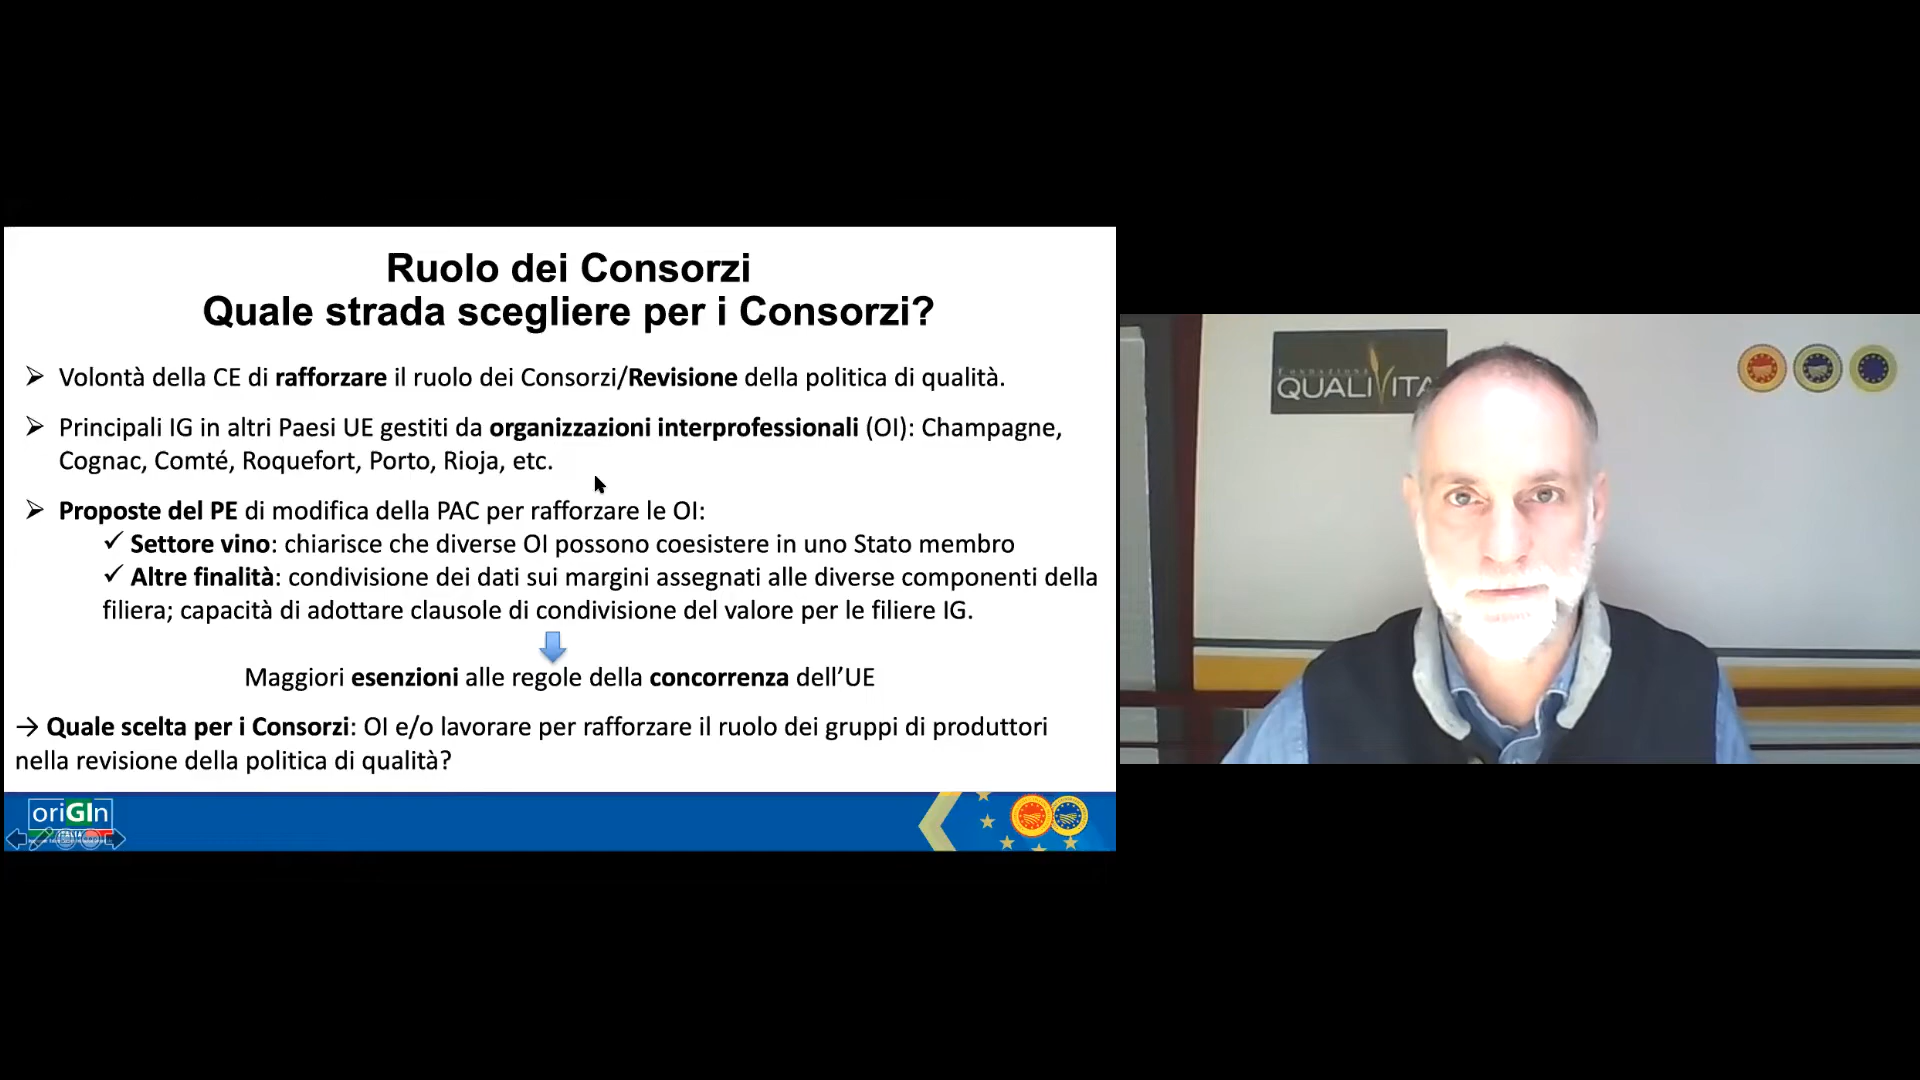 Ruolo dei Consorzi
Quale strada scegliere per i Consorzi?
➢ Volontà della CE di rafforzare il ruolo dei Consorzi/Revisione della politica di qualità.
➢ Principali IG in altri Paesi UE gestiti da organizzazioni interprofessionali (OI): Champagne,
Cognac, Comté, Roquefort, Porto, Rioja, etc.
➢ Proposte del PE di modifica della PAC per rafforzare le OI:
✓ Settore vino: chiarisce che diverse OI possono coesistere in uno Stato membro
✓ Altre finalità: condivisione dei dati sui margini assegnati alle diverse componenti della
filiera; capacità di adottare clausole di condivisione del valore per le filiere IG.
Maggiori esenzioni alle regole della concorrenza dell’UE
→ Quale scelta per i Consorzi: OI e/o lavorare per rafforzare il ruolo dei gruppi di produttori
nella revisione della politica di qualità?
oriGIn
ITALIA
Fondazione
QUALIVITA